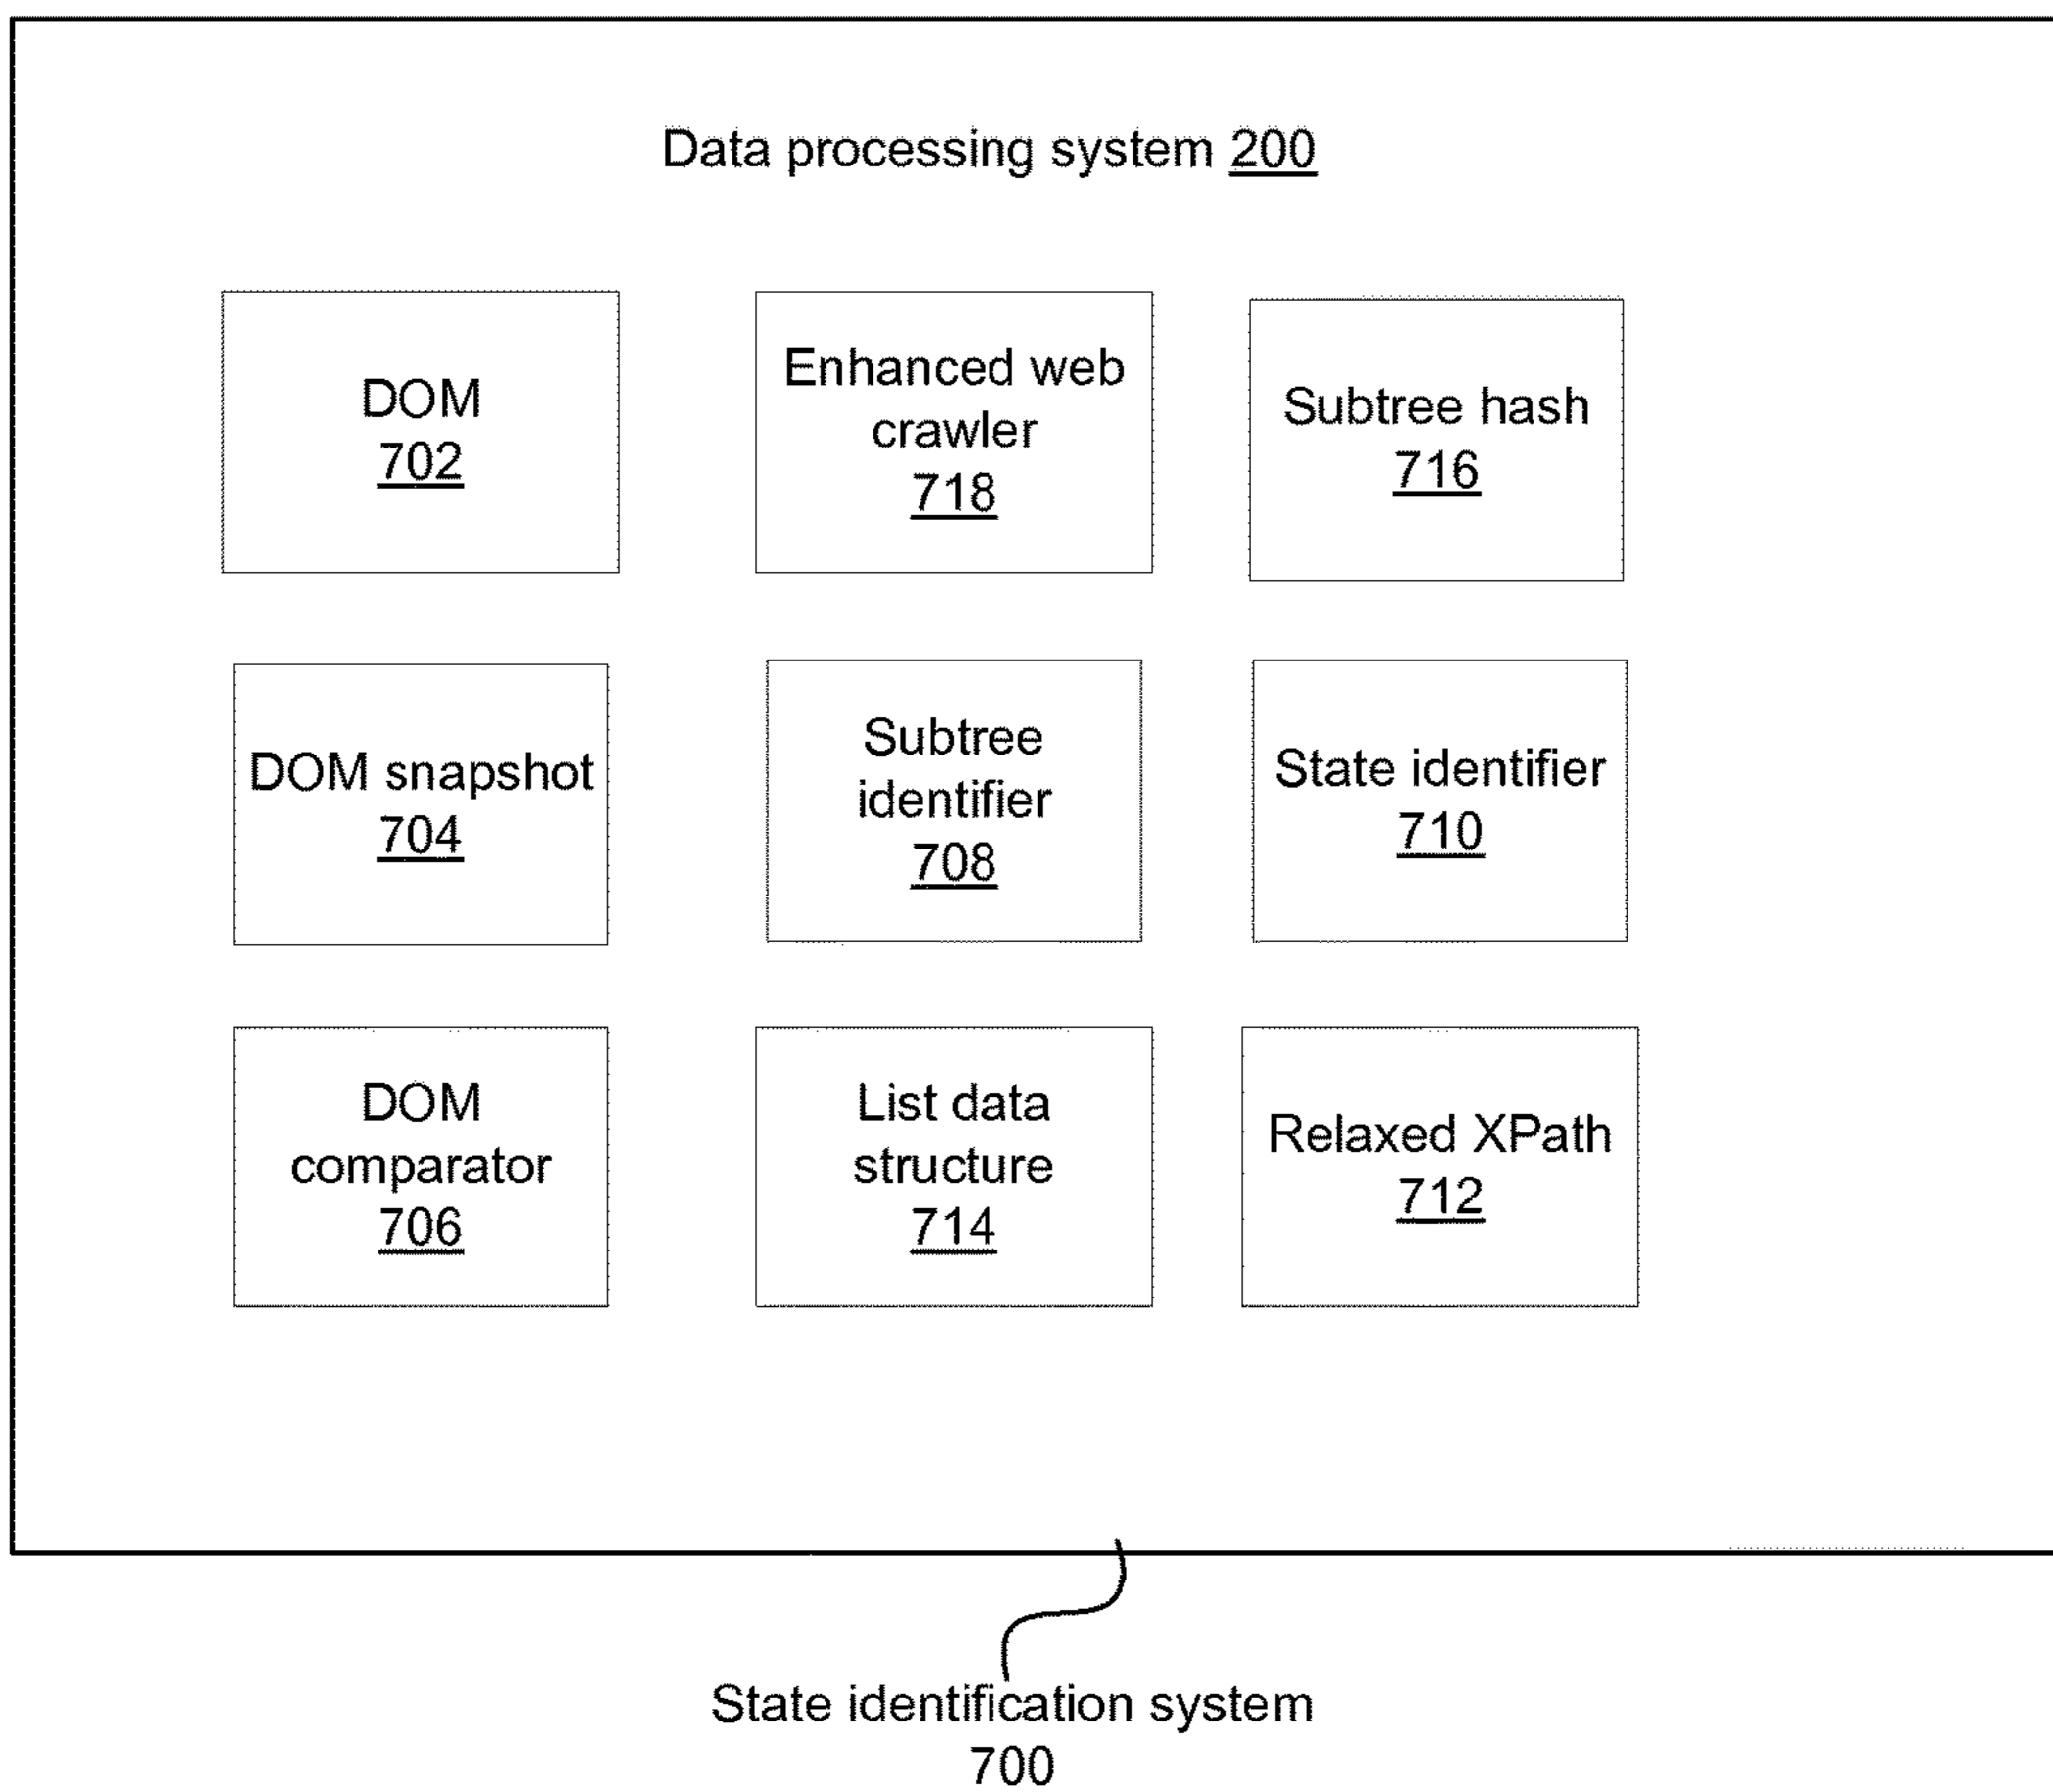 Data processing system 200
DOM
702
Enhanced web
crawler
718
Subtree hash
716
DOM snapshot
704
Subtree
identifier
708
State identifier
710
DOM
comparator
706
List data
structure
714
Relaxed XPath
712
State identification system
700